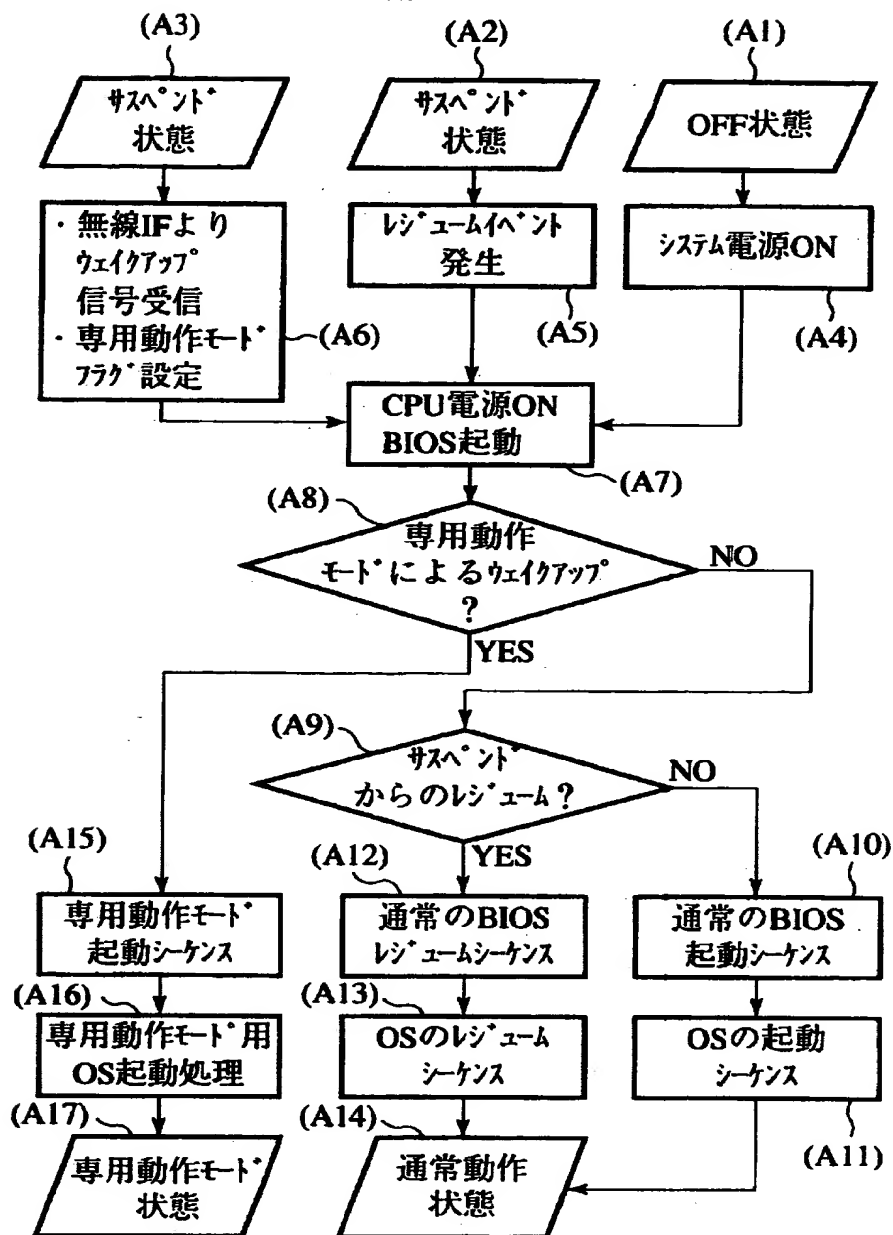 (A3)
(A2)
(A1)
サスペンド
状態
サスペンド
状態
OFF状態
・無線IFより
ウェイクアップ
信号受信
・専用動作モード
フラグ設定
(A6)
レジュームイベント
発生
(A5)
システム電源ON
(A4)
CPU電源ON
BIOS起動
(A7)
(A8)
専用動作
モードによるウェイクアップ
?
NO
YES
(A9)
サスペンド
からのレジューム?
NO
YES
(A15)
専用動作モード
起動シーケンス
(A12)
通常のBIOS
レジュームシーケンス
(A10)
通常のBIOS
起動シーケンス
(A16)
専用動作モード用
OS起動処理
(A13)
OSのレジューム
シーケンス
OSの起動
シーケンス
(A11)
(A17)
専用動作モード
状態
(A14)
通常動作
状態